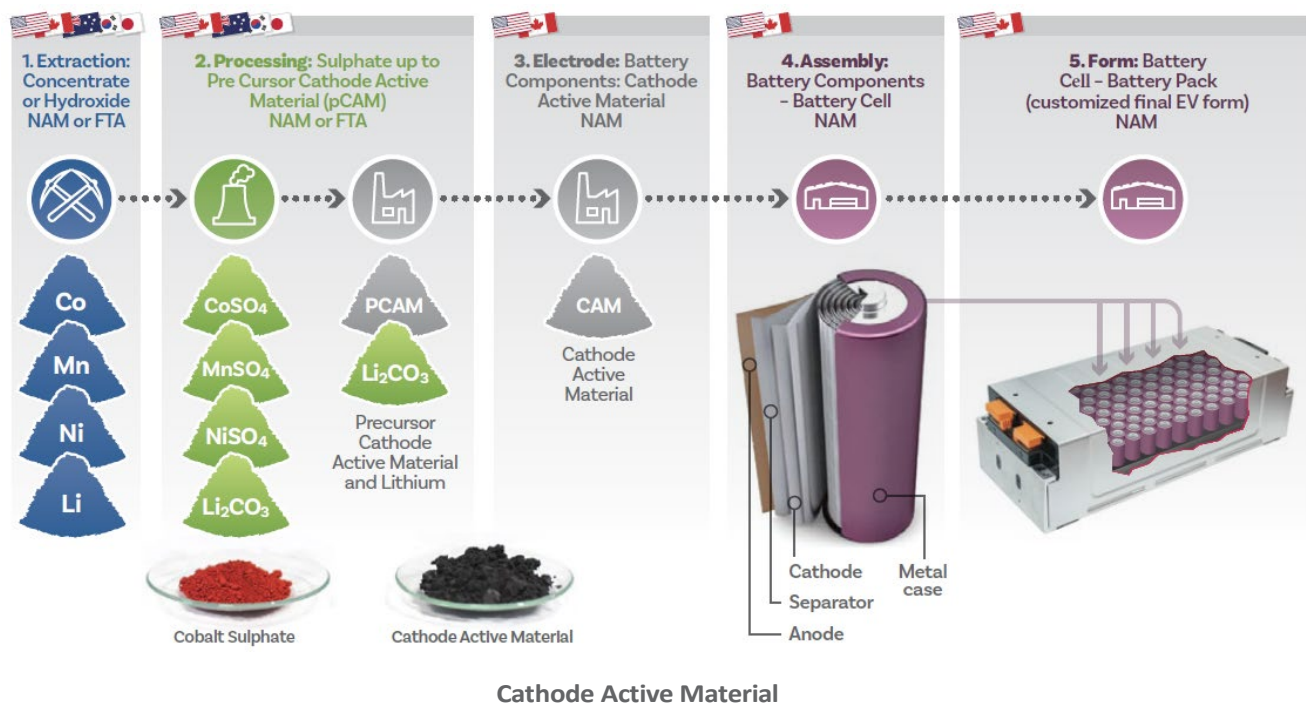 1. Extraction:
Concentrate
or Hydroxide
NAM or FTA
2. Processing: Sulphate up to
Pre Cursor Cathode Active
Material (pCAM)
NAM or FTA
3. Electrode: Battery
Components: Cathode
Active Material
NAM
4. Assembly:
Battery Components
– Battery Cell
NAM
5. Form: Battery
Cell – Battery Pack
(customized final EV form)
NAM
Co
Mn
Ni
Li
CoSO₄
MnSO₄
NiSO₄
Li₂CO₃
PCAM
Li₂CO₃
Precursor
Cathode
Active Material
and Lithium
CAM
Cathode
Active
Material
Cathode
Separator
Anode
Metal
case
Cobalt Sulphate
Cathode Active Material
Cathode Active Material